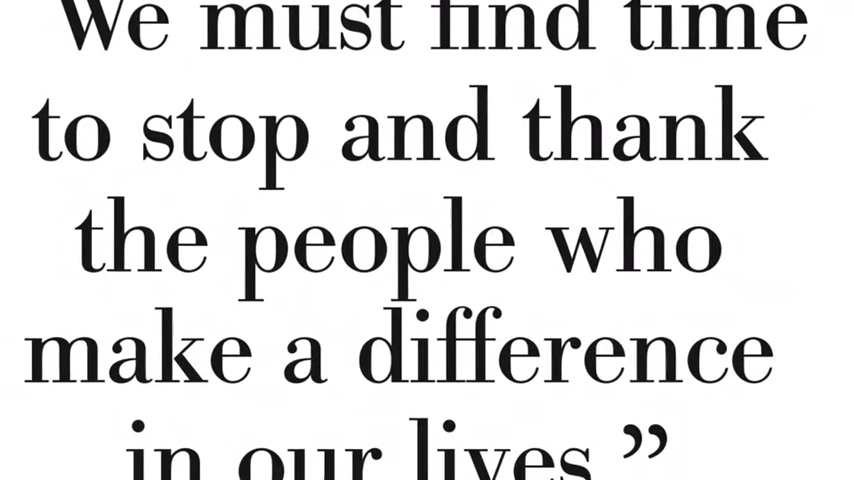 We must find time
to stop and thank
the people who
make a difference
in our lives ”